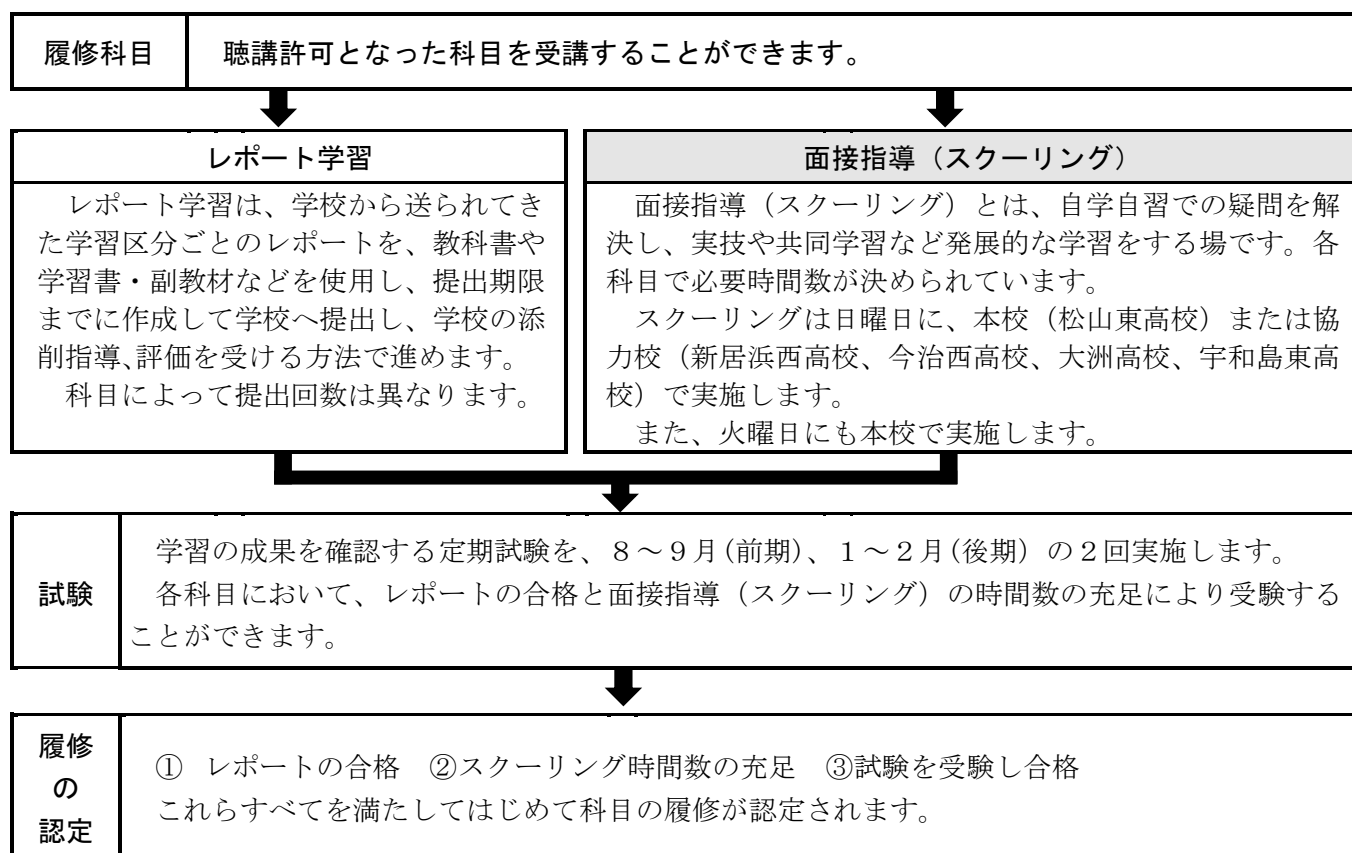 履修科目
聴講許可となった科目を受講することができます。
レポート学習
レポート学習は、学校から送られてき
た学習区分ごとのレポートを、教科書や
学習書・副教材などを使用し、提出期限
までに作成して学校へ提出し、学校の添
削指導、評価を受ける方法で進めます。
科目によって提出回数は異なります。
面接指導（スクーリング）
面接指導（スクーリング）とは、自学自習での疑問を解
決し、実技や共同学習など発展的な学習をする場です。各
科目で必要時間数が決められています。
スクーリングは日曜日に、本校（松山東高校）または協
力校（新居浜西高校、今治西高校、大洲高校、宇和島東高
校）で実施します。
また、火曜日にも本校で実施します。
試験
学習の成果を確認する定期試験を、８～９月(前期)、１～２月(後期）の２回実施します。
各科目において、レポートの合格と面接指導（スクーリング）の時間数の充足により受験する
ことができます。
履修
の
認定
① レポートの合格　②スクーリング時間数の充足　③試験を受験し合格
これらすべてを満たしてはじめて科目の履修が認定されます。